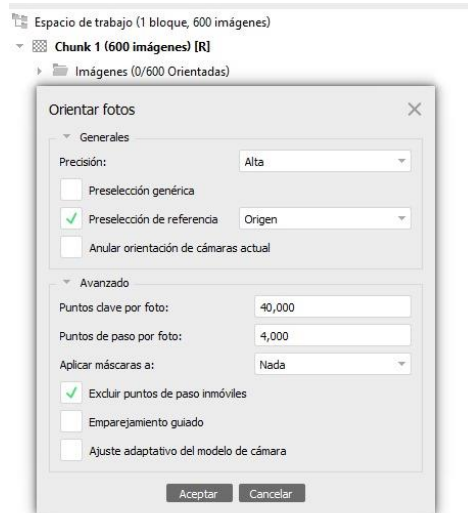 Espacio de trabajo (1 bloque, 600 imágenes)
Chunk 1 (600 imágenes) [R]
Imágenes (0/600 Orientadas)
Orientar fotos
Generales
Precisión: Alta
Preselección genérica
Preselección de referencia Origen
Anular orientación de cámaras actual
Avanzado
Puntos clave por foto: 40,000
Puntos de paso por foto: 4,000
Aplicar máscaras a: Nada
Excluir puntos de paso inmóviles
Emparejamiento guiado
Ajuste adaptativo del modelo de cámara
Aceptar Cancelar